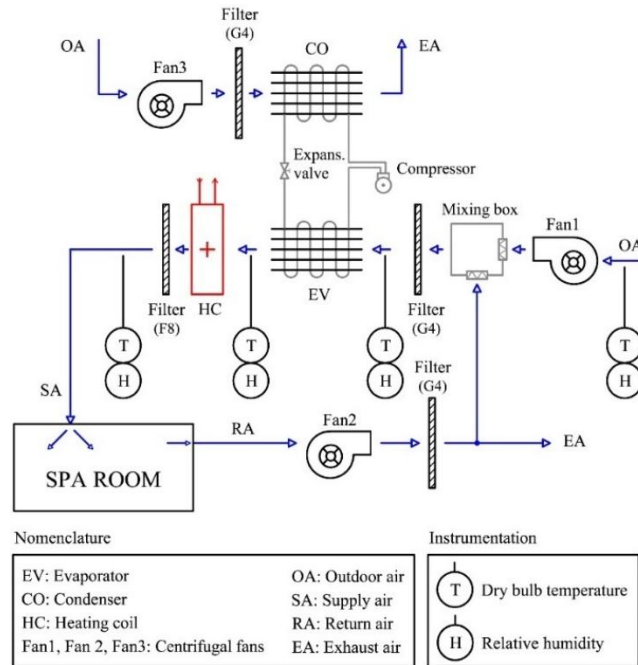 Filter
(G4)
OA
CO
EA
Fan3
Expans.
valve
Compressor
Mixing box
Fan1
OA
EV
Filter
(G4)
HC
Filter
(F8)
T
H
T
H
T
H
T
H
SA
Filter
(G4)
RA
Fan2
EA
SPA ROOM
Nomenclature
EV: Evaporator
CO: Condenser
HC: Heating coil
Fan1, Fan 2, Fan3: Centrifugal fans
OA: Outdoor air
SA: Supply air
RA: Return air
EA: Exhaust air
Instrumentation
T Dry bulb temperature
H Relative humidity